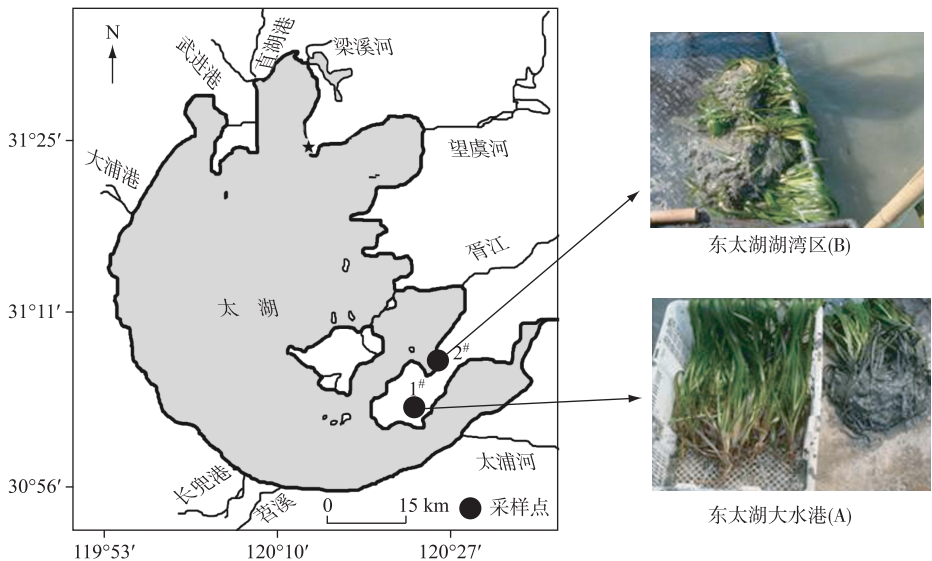 N
武进港
直湖港
梁溪河
31°25′
望虞河
大浦港
胥江
东太湖湖湾区(B)
31°11′
太 湖
2#
1#
太浦河
30°56′
长兜港
苕溪
0 15 km
采样点
东太湖大水港(A)
119°53′
120°10′
120°27′